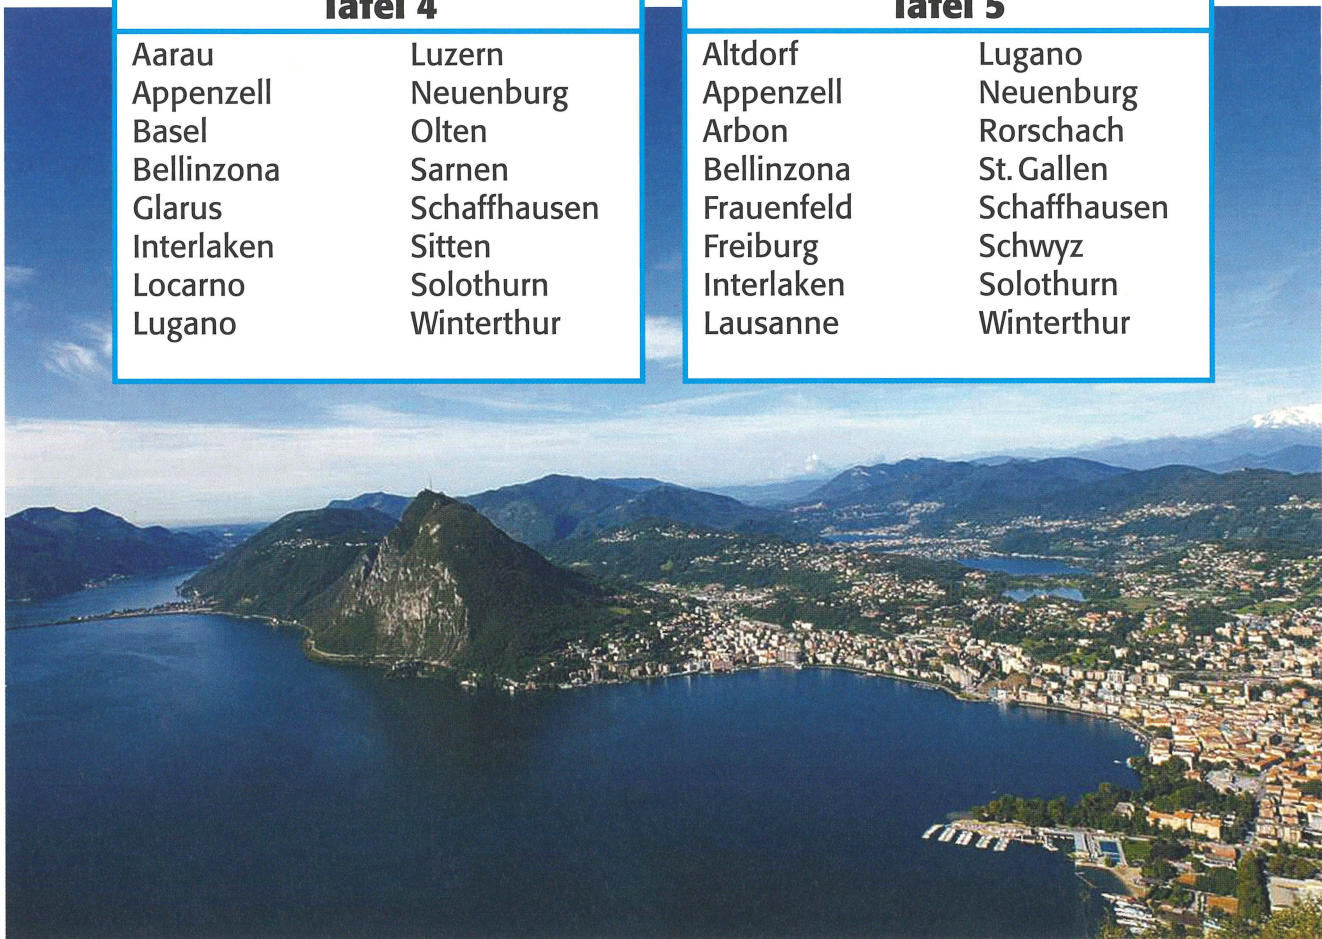 Tafel 4
Aarau
Appenzell
Basel
Bellinzona
Glarus
Interlaken
Locarno
Lugano
Luzern
Neuenburg
Olten
Sarnen
Schaffhausen
Sitten
Solothurn
Winterthur
Tafel 5
Altdorf
Appenzell
Arbon
Bellinzona
Frauenfeld
Freiburg
Interlaken
Lausanne
Lugano
Neuenburg
Rorschach
St. Gallen
Schaffhausen
Schwyz
Solothurn
Winterthur